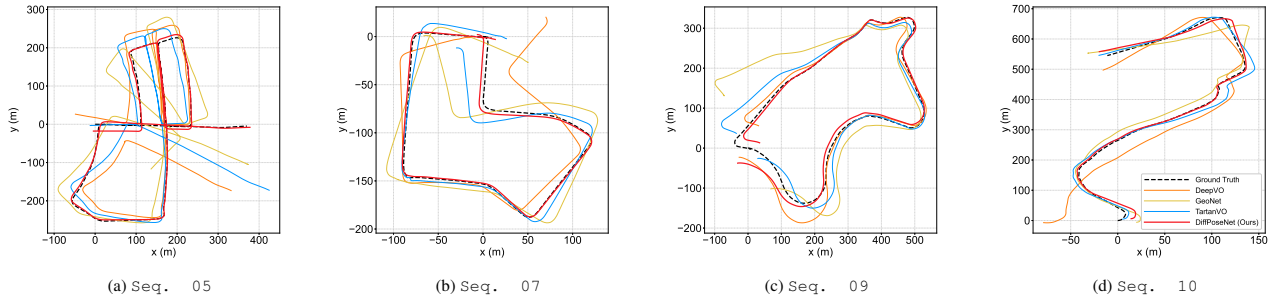 300
200
100
0
−100
−200
y (m)
−100 0 100 200 300 400
x (m)
0
−50
−100
−150
−200
y (m)
−100 −50 0 50 100
x (m)
300
200
100
0
−100
−200
y (m)
−100 0 100 200 300 400 500
x (m)
700
600
500
400
300
200
100
0
y (m)
−50 0 50 100 150
x (m)
Ground Truth
DeepVO
GeoNet
TartanVO
DiffPoseNet (Ours)
(a) Seq. 05
(b) Seq. 07
(c) Seq. 09
(d) Seq. 10